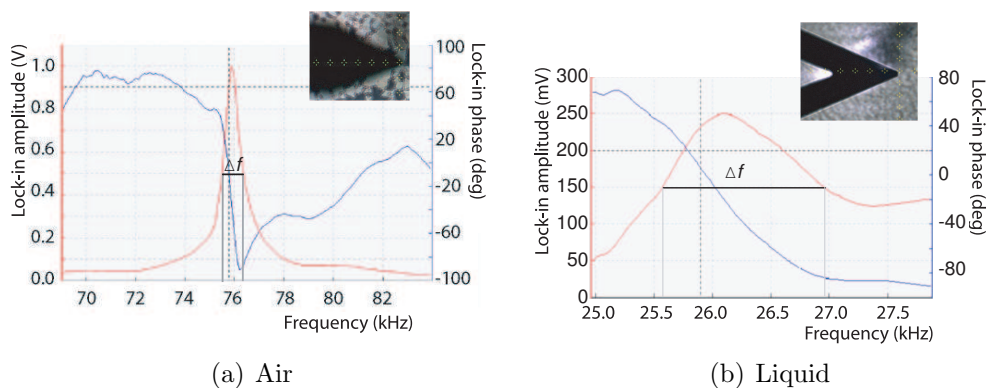 Lock-in amplitude (V)
1.0
0.8
0.6
0.4
0.2
0.0
70 72 74 76 78 80 82
Frequency (kHz)
100
60
20
-20
-60
-100
Lock-in phase (deg)
Δf
(a) Air
Lock-in amplitude (mV)
300
250
200
150
100
50
0
25.0 25.5 26.0 26.5 27.0 27.5
Frequency (kHz)
80
40
0
-40
-80
Lock-in phase (deg)
Δf
(b) Liquid